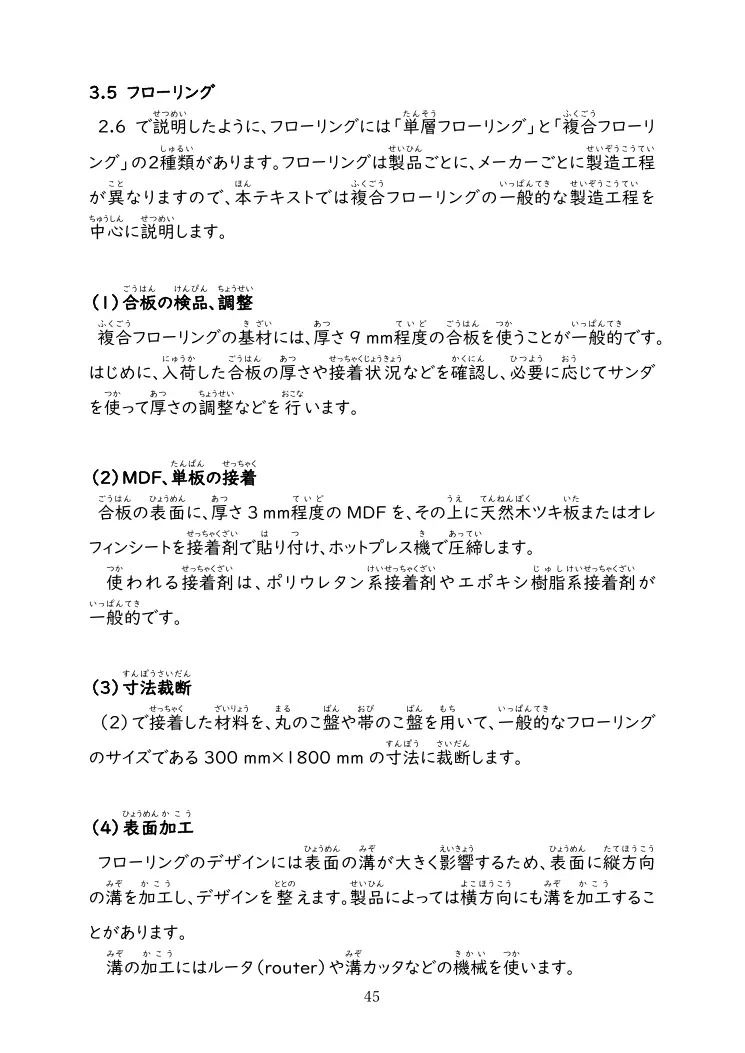 3.5 フローリング
2.6 で説明したように、フローリングには「単層フローリング」と「複合フローリ
ング」の2種類があります。フローリングは製品ごとに、メーカーごとに製造工程
が異なりますので、本テキストでは複合フローリングの一般的な製造工程を
中心に説明します。
(1)合板の検品、調整
複合フローリングの基材には、厚さ 9 mm程度の合板を使うことが一般的です。
はじめに、入荷した合板の厚さや接着状況などを確認し、必要に応じてサンダ
を使って厚さの調整などを行います。
(2)MDF、単板の接着
合板の表面に、厚さ 3 mm程度の MDF を、その上に天然木ツキ板またはオレ
フィンシートを接着剤で貼り付け、ホットプレス機で圧締します。
使われる接着剤は、ポリウレタン系接着剤やエポキシ樹脂系接着剤が
一般的です。
(3)寸法裁断
(2)で接着した材料を、丸のこ盤や帯のこ盤を用いて、一般的なフローリング
のサイズである 300 mm×1800 mm の寸法に裁断します。
(4)表面加工
フローリングのデザインには表面の溝が大きく影響するため、表面に縦方向
の溝を加工し、デザインを整えます。製品によっては横方向にも溝を加工するこ
とがあります。
溝の加工にはルータ(router)や溝カッタなどの機械を使います。
45